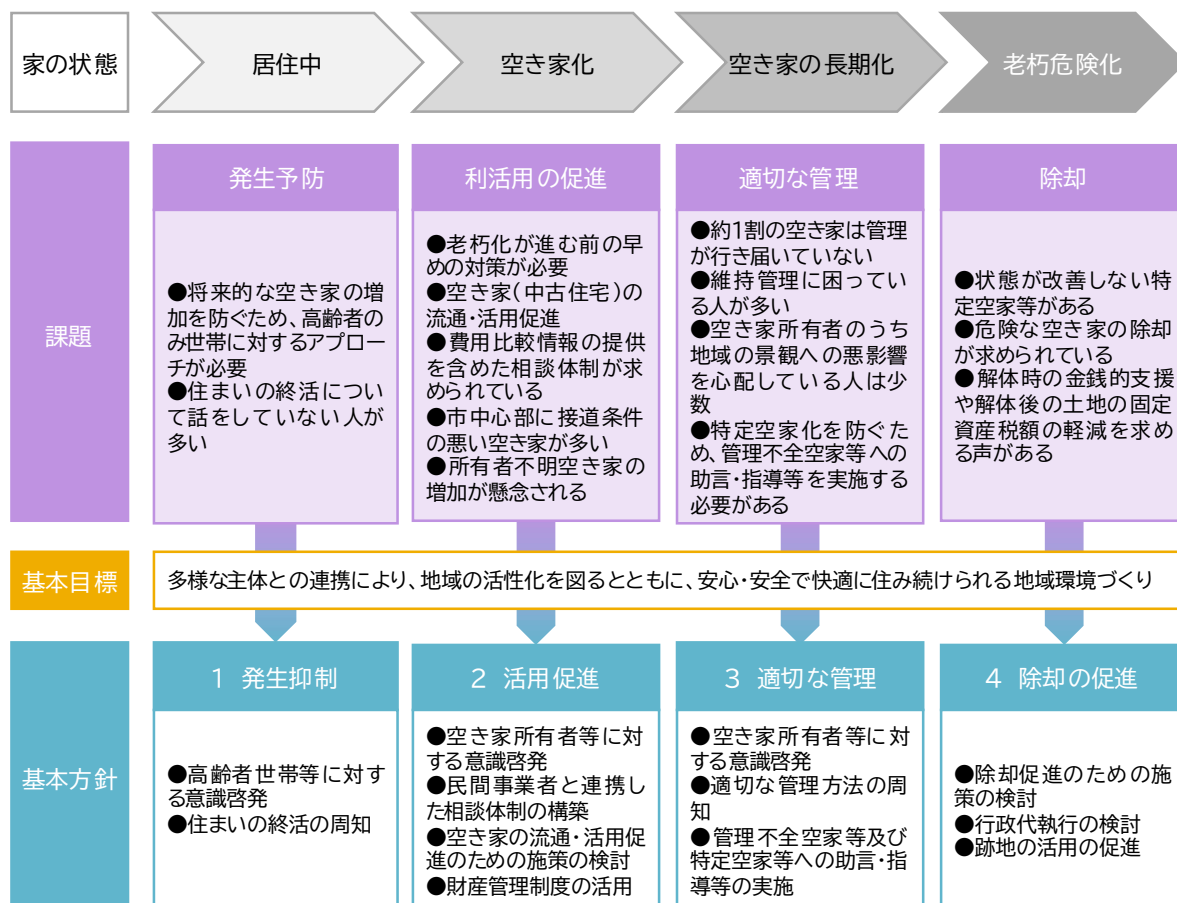 家の状態
居住中
空き家化
空き家の長期化
老朽危険化
課題
発生予防
●将来的な空き家の増
加を防ぐため、高齢者の
み世帯に対するアプロー
チが必要
●住まいの終活につい
て話をしていない人が
多い
利活用の促進
●老朽化が進む前の早
めの対策が必要
●空き家(中古住宅)の
流通・活用促進
●費用比較情報の提供
を含めた相談体制が求
められている
●市中心部に接道条件
の悪い空き家が多い
●所有者不明空き家の
増加が懸念される
適切な管理
●約1割の空き家は管理
が行き届いていない
●維持管理に困ってい
る人が多い
●空き家所有者のうち
地域の景観への悪影響
を心配している人は少
数
●特定空家化を防ぐた
め、管理不全空家等への
助言・指導等を実施する
必要がある
除却
●状態が改善しない特
定空家等がある
●危険な空き家の除却
が求められている
●解体時の金銭的支援
や解体後の土地の固定
資産税額の軽減を求め
る声がある
基本目標
多様な主体との連携により、地域の活性化を図るとともに、安心・安全で快適に住み続けられる地域環境づくり
基本方針
1 発生抑制
●高齢者世帯等に対す
る意識啓発
●住まいの終活の周知
2 活用促進
●空き家所有者等に対
する意識啓発
●民間事業者と連携し
た相談体制の構築
●空き家の流通・活用促
進のための施策の検討
●財産管理制度の活用
3 適切な管理
●空き家所有者等に対
する意識啓発
●適切な管理方法の周
知
●管理不全空家等及び
特定空家等への助言・指
導等の実施
4 除却の促進
●除却促進のための施
策の検討
●行政代執行の検討
●跡地の活用の促進